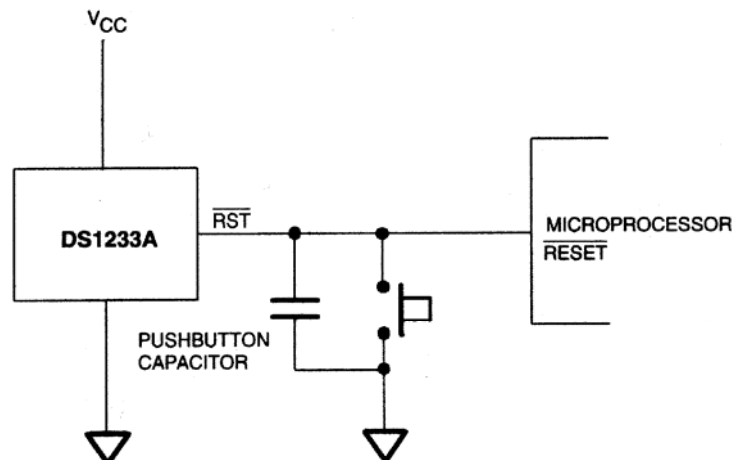 VCC
DS1233A
RST
MICROPROCESSOR
RESET
PUSHBUTTON
CAPACITOR